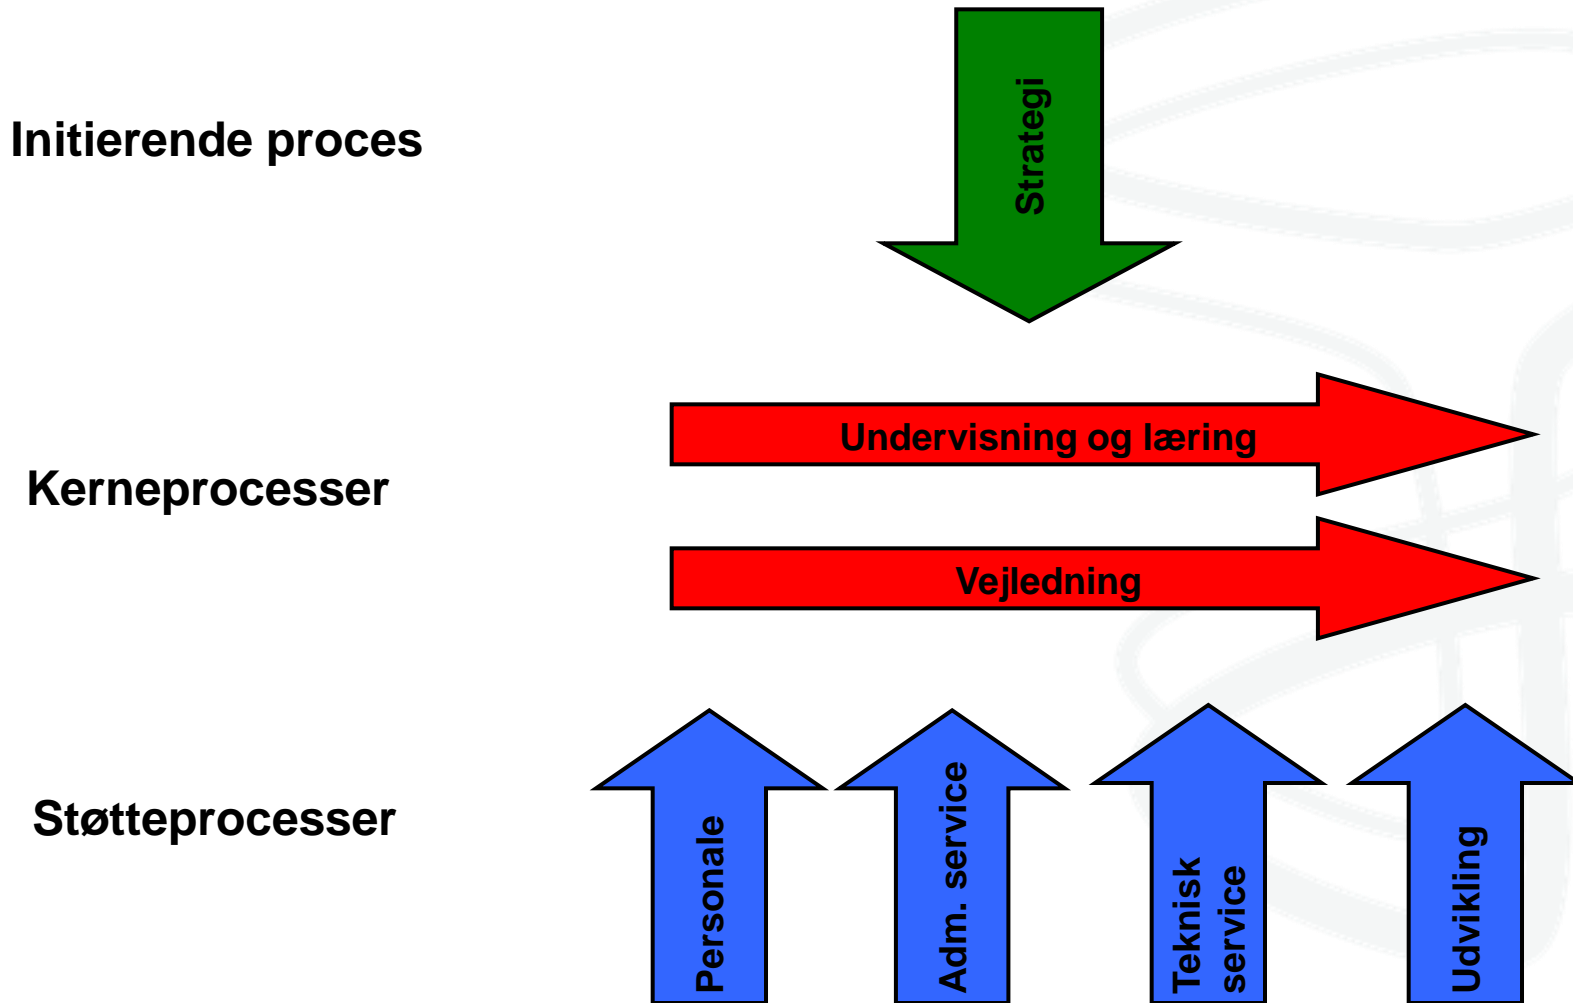 Initierende proces
Strategi
Kerneprocesser
Undervisning og læring
Vejledning
Støtteprocesser
Personale
Adm. service
Teknisk
service
Udvikling